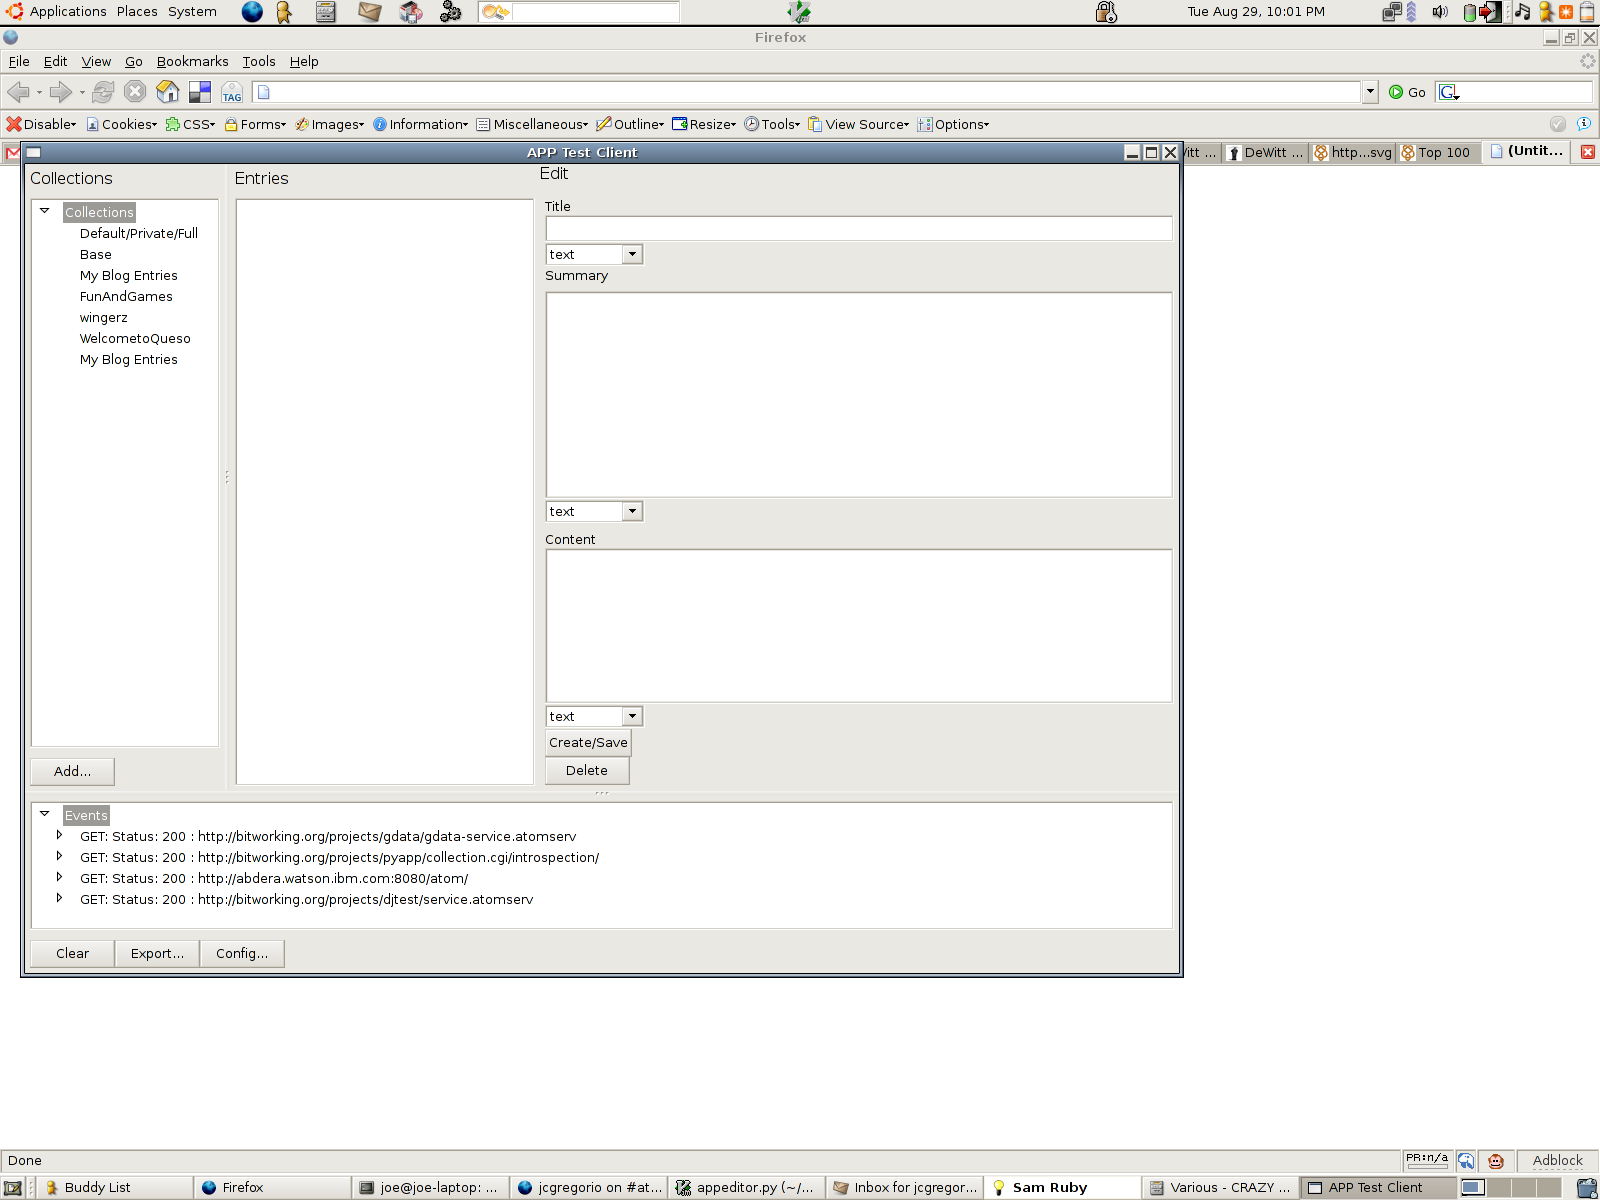 Applications Places System Tue Aug 29, 10:01 PM
Firefox
File Edit View Go Bookmarks Tools Help
TAG Go G
Disable Cookies CSS Forms Images Information Miscellaneous Outline Resize Tools View Source Options
APP Test Client
itt ... DeWitt ... http...svg Top 100 (Untit...
Collections Entries Edit
Title
Collections
Default/Private/Full
Base
text
My Blog Entries
Summary
FunAndGames
wingerz
WelcometoQueso
My Blog Entries
text
Content
text
Create/Save
Add... Delete
Events
GET: Status: 200 : http://bitworking.org/projects/gdata/gdata-service.atomserv
GET: Status: 200 : http://bitworking.org/projects/pyapp/collection.cgi/introspection/
GET: Status: 200 : http://abdera.watson.ibm.com:8080/atom/
GET: Status: 200 : http://bitworking.org/projects/djtest/service.atomserv
Clear Export... Config...
Done PR:n/a Adblock
Buddy List Firefox joe@joe-laptop: ... jcgregorio on #at... appeditor.py (~/... Inbox for jcgregor... Sam Ruby Various - CRAZY ... APP Test Client